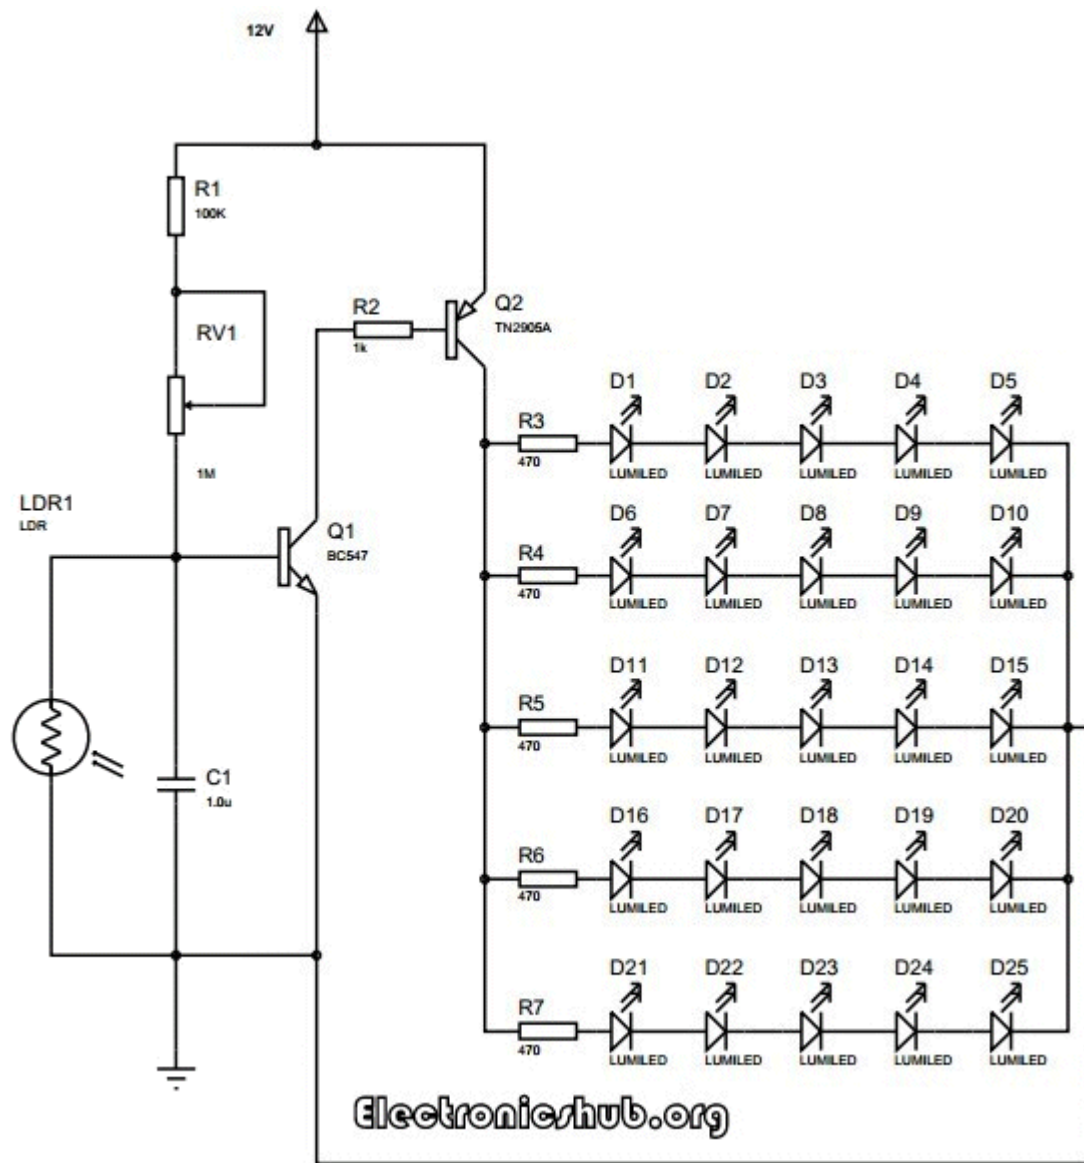 12V
R1
100K
RV1
1M
R2
1k
Q2
TN2905A
LDR1
LDR
Q1
BC547
C1
1.0u
R3
470
D1 D2 D3 D4 D5
LUMILED LUMILED LUMILED LUMILED LUMILED
R4
470
D6 D7 D8 D9 D10
LUMILED LUMILED LUMILED LUMILED LUMILED
R5
470
D11 D12 D13 D14 D15
LUMILED LUMILED LUMILED LUMILED LUMILED
R6
470
D16 D17 D18 D19 D20
LUMILED LUMILED LUMILED LUMILED LUMILED
R7
470
D21 D22 D23 D24 D25
LUMILED LUMILED LUMILED LUMILED LUMILED
Electronicshub.org